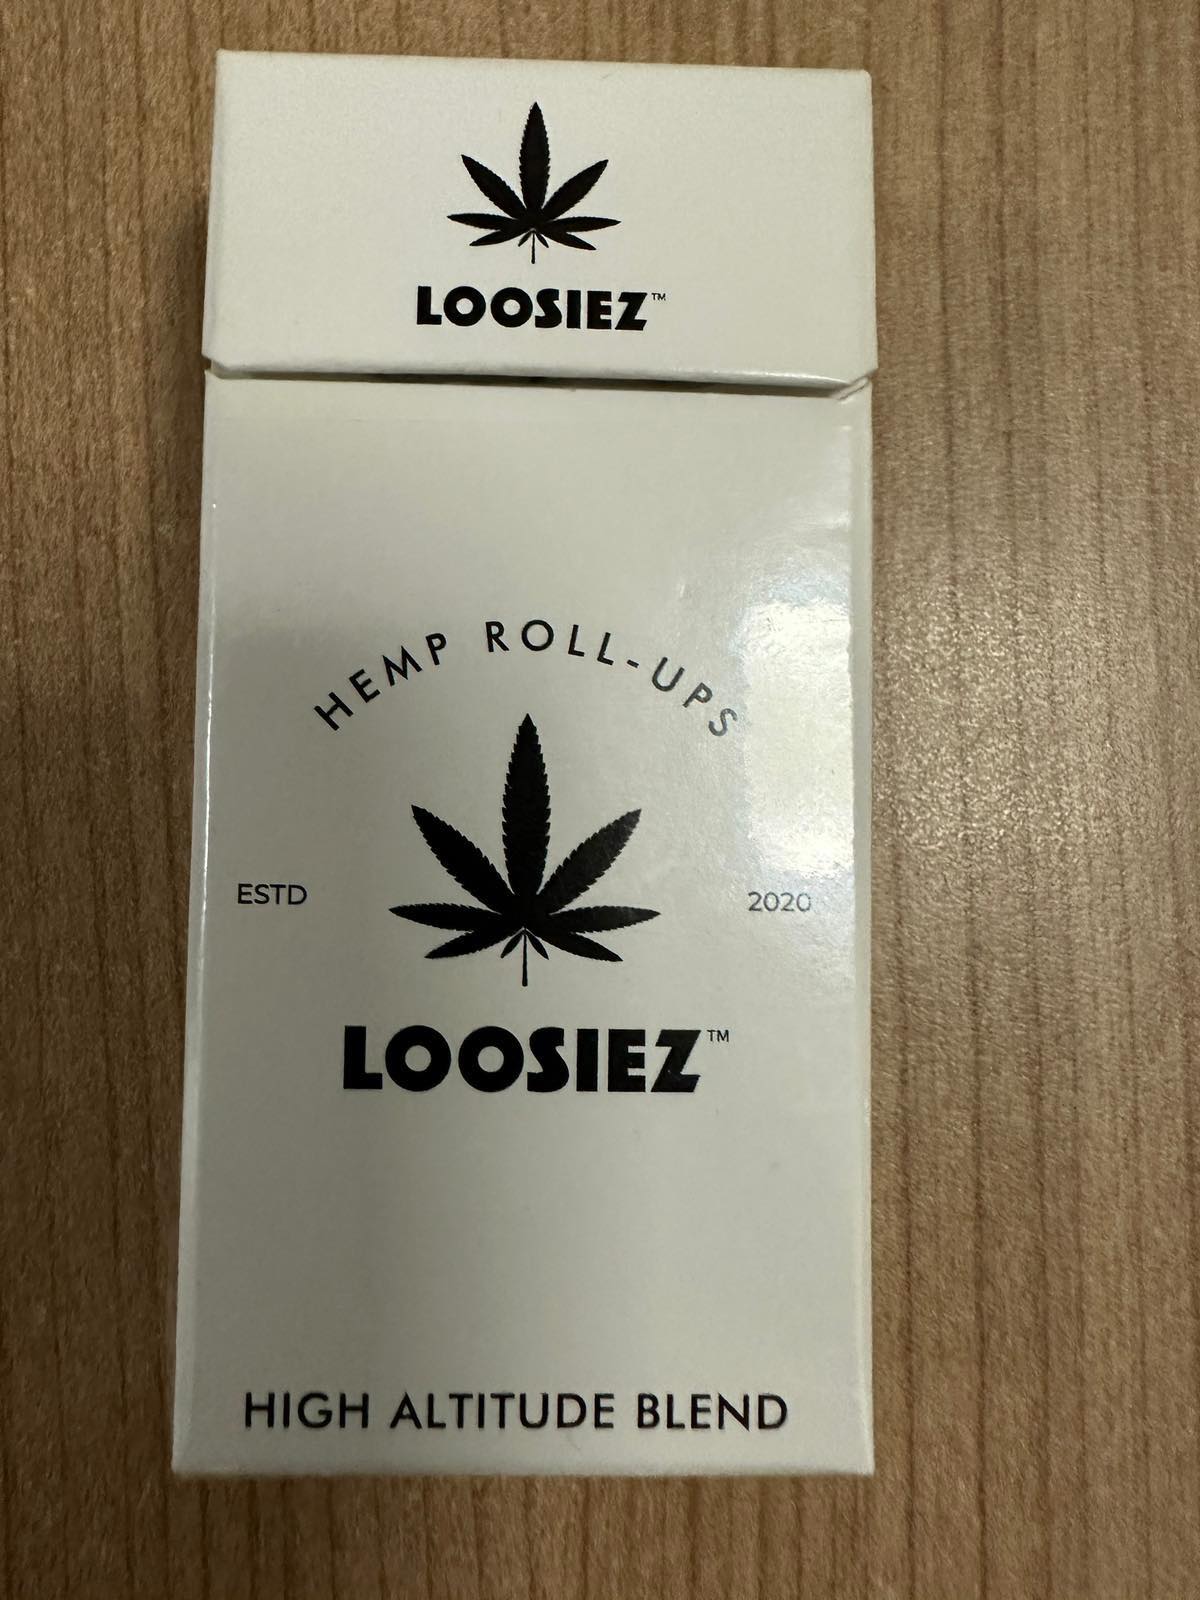 LOOSIEZ™
HEMP ROLL-UPS
ESTD 2020
LOOSIEZ™
HIGH ALTITUDE BLEND